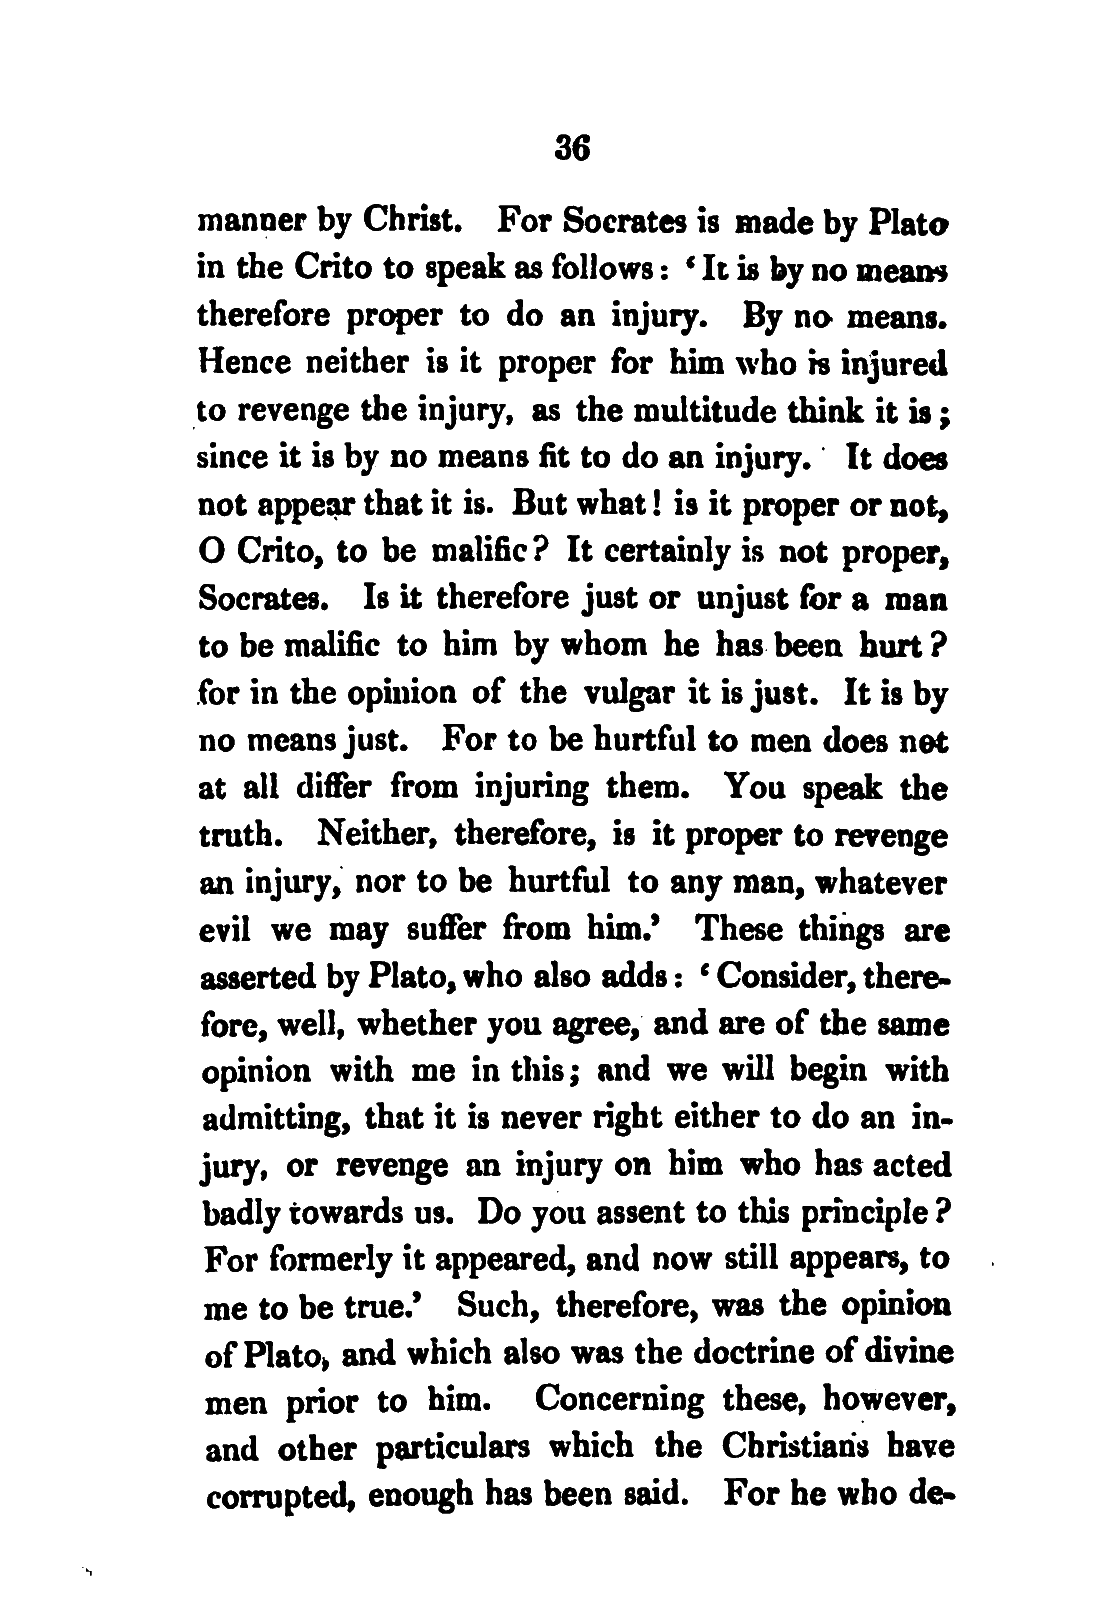 36
manner by Christ. For Socrates is made by Plato
in the Crito to speak as follows: ‘It is by no means
therefore proper to do an injury. By no means.
Hence neither is it proper for him who is injured
to revenge the injury, as the multitude think it is;
since it is by no means fit to do an injury. It does
not appear that it is. But what! is it proper or not,
O Crito, to be malific? It certainly is not proper,
Socrates. Is it therefore just or unjust for a man
to be malific to him by whom he has been hurt?
for in the opinion of the vulgar it is just. It is by
no means just. For to be hurtful to men does not
at all differ from injuring them. You speak the
truth. Neither, therefore, is it proper to revenge
an injury, nor to be hurtful to any man, whatever
evil we may suffer from him.’ These things are
asserted by Plato, who also adds: ‘Consider, there-
fore, well, whether you agree, and are of the same
opinion with me in this; and we will begin with
admitting, that it is never right either to do an in-
jury, or revenge an injury on him who has acted
badly towards us. Do you assent to this principle?
For formerly it appeared, and now still appears, to
me to be true.’ Such, therefore, was the opinion
of Plato, and which also was the doctrine of divine
men prior to him. Concerning these, however,
and other particulars which the Christians have
corrupted, enough has been said. For he who de-